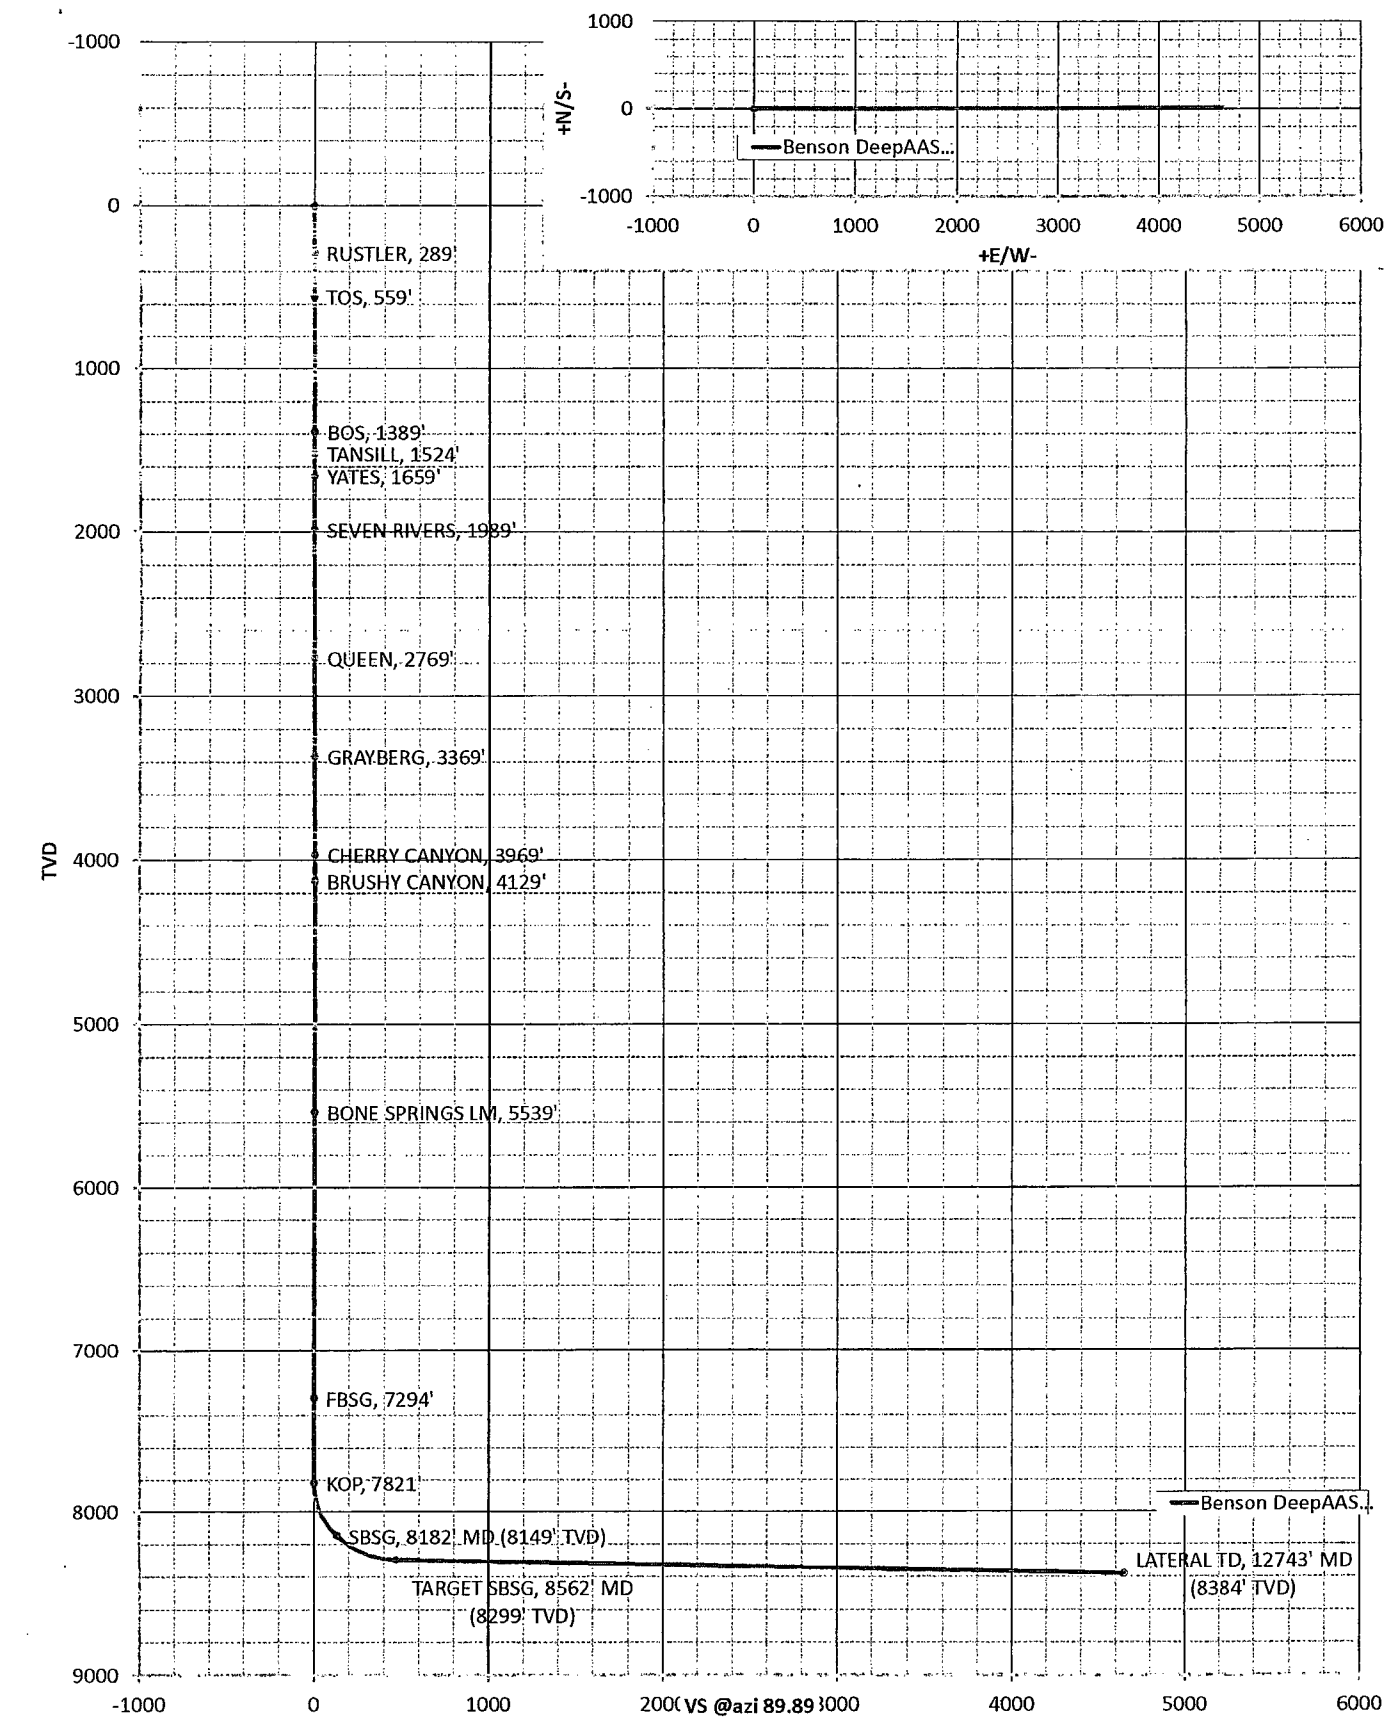 1000
0
-1000
+N/S-
Benson DeepAAS...
-1000 0 1000 2000 3000 4000 5000 6000
+E/W-
-1000
0
RUSTLER, 289'
TOS, 559'
1000
BOS, 1389'
TANSILL, 1524'
YATES, 1659'
2000
SEVEN RIVERS, 1989'
QUEEN, 2769'
3000
GRAYBERG, 3369'
TVD
4000
CHERRY CANYON, 3969'
BRUSHY CANYON, 4129'
5000
BONE SPRINGS LM, 5539'
6000
7000
FBSG, 7294'
KOP, 7821'
8000
Benson DeepAAS...
SBSG, 8182' MD (8149' TVD)
LATERAL TD, 12743' MD
(8384' TVD)
TARGET SBSG, 8562' MD
(8299' TVD)
9000
-1000 0 1000 200( VS @azi 89.89 3000 4000 5000 6000